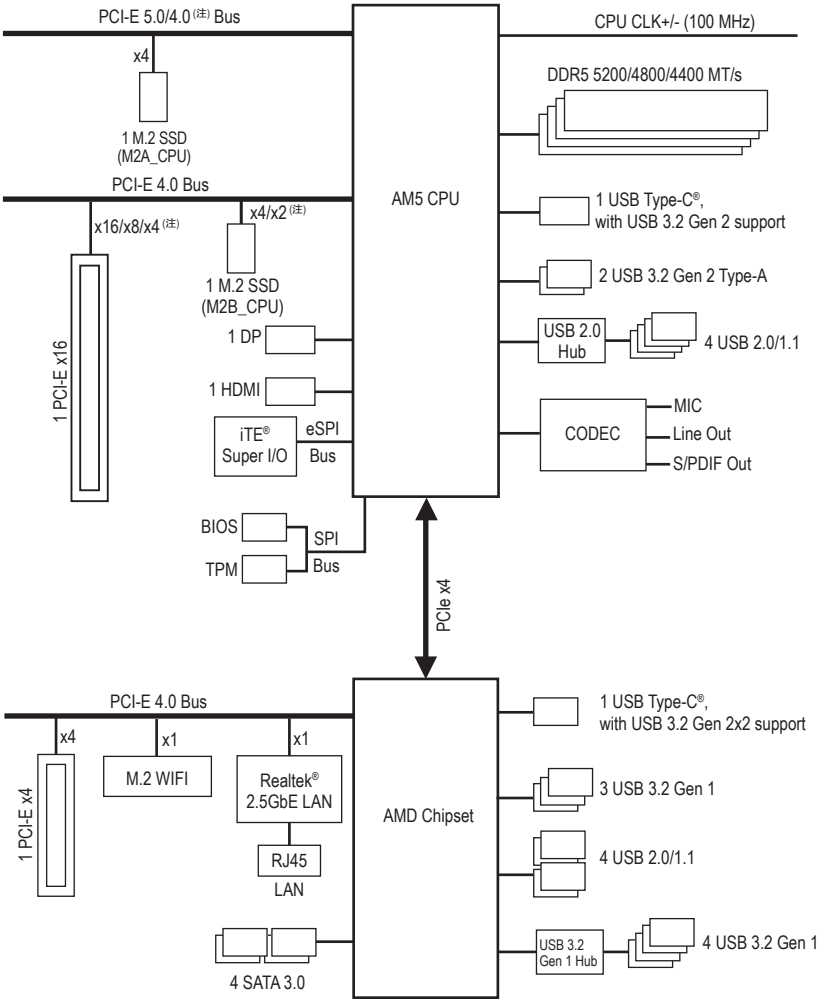 PCI-E 5.0/4.0 (注) Bus
CPU CLK+/- (100 MHz)
x4
DDR5 5200/4800/4400 MT/s
1 M.2 SSD
(M2A_CPU)
PCI-E 4.0 Bus
AM5 CPU
1 USB Type-C®,
with USB 3.2 Gen 2 support
x16/x8/x4 (注)
x4/x2 (注)
1 M.2 SSD
(M2B_CPU)
2 USB 3.2 Gen 2 Type-A
1 DP
USB 2.0
Hub
4 USB 2.0/1.1
1 PCI-E x16
1 HDMI
iTE®
Super I/O
eSPI
Bus
CODEC
MIC
Line Out
S/PDIF Out
BIOS
TPM
SPI
Bus
PCIe x4
PCI-E 4.0 Bus
1 USB Type-C®,
with USB 3.2 Gen 2x2 support
x4
x1
x1
M.2 WIFI
Realtek®
2.5GbE LAN
3 USB 3.2 Gen 1
1 PCI-E x4
AMD Chipset
RJ45
LAN
4 USB 2.0/1.1
4 SATA 3.0
USB 3.2
Gen 1 Hub
4 USB 3.2 Gen 1